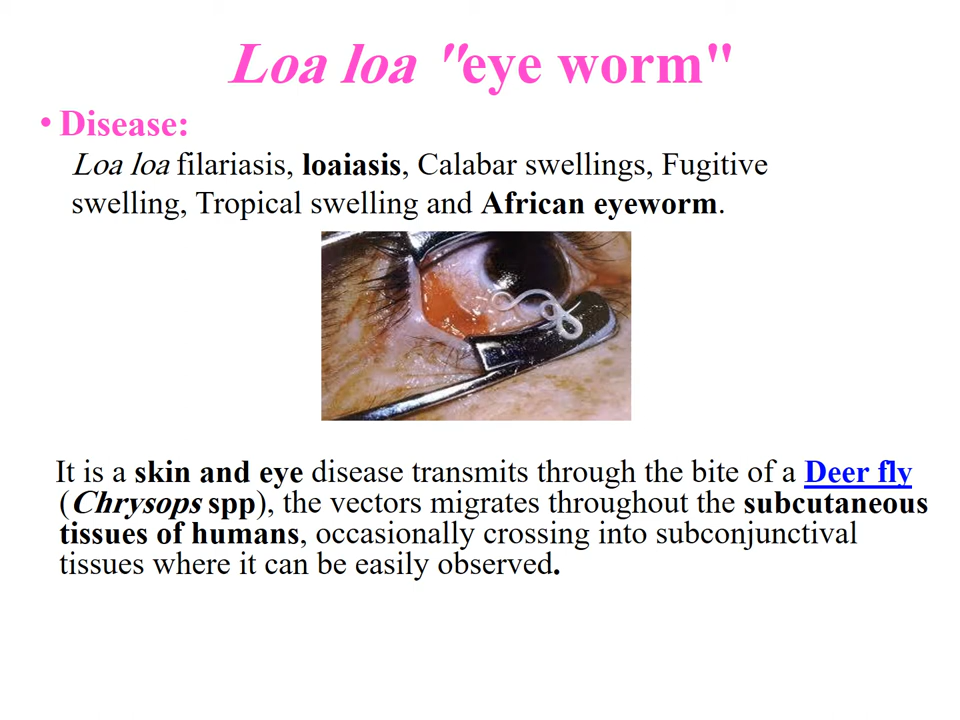 Loa loa "eye worm"
• Disease:
Loa loa filariasis, loaiasis, Calabar swellings, Fugitive
swelling, Tropical swelling and African eyeworm.
It is a skin and eye disease transmits through the bite of a Deer fly
(Chrysops spp), the vectors migrates throughout the subcutaneous
tissues of humans, occasionally crossing into subconjunctival
tissues where it can be easily observed.